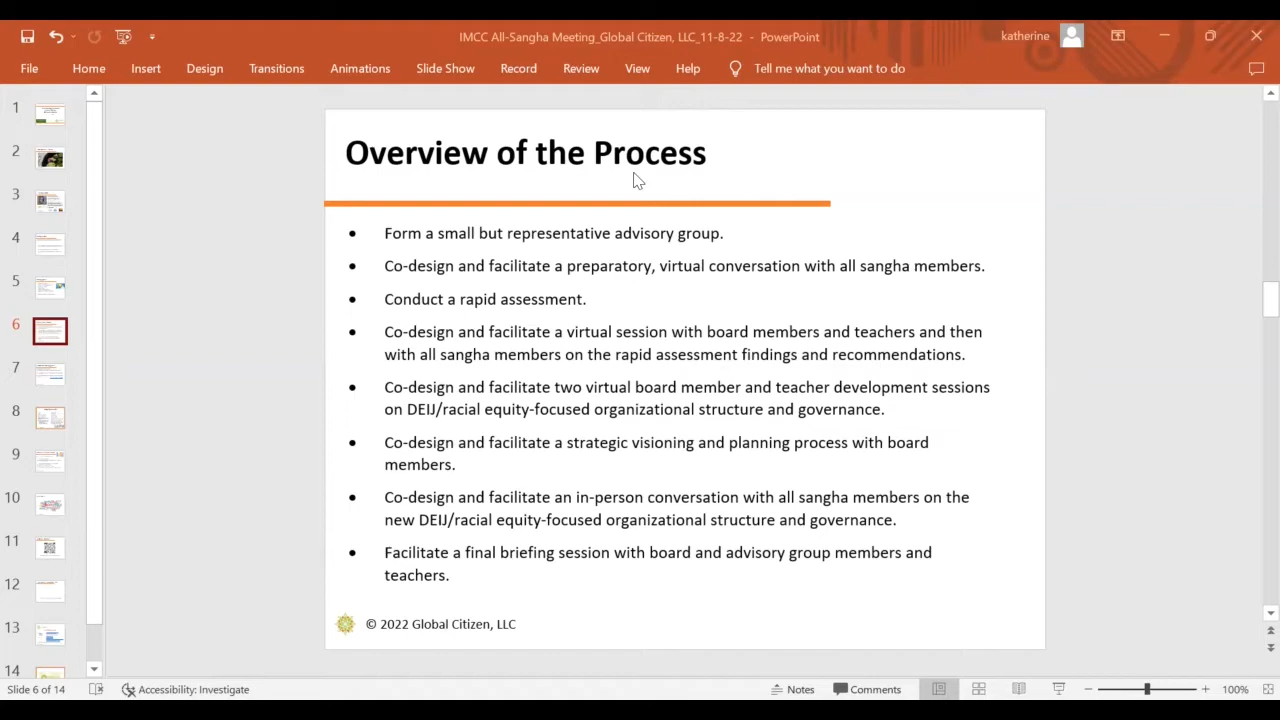 IMCC All-Sangha Meeting_Global Citizen, LLC_11-8-22 - PowerPoint
katherine
File
Home
Insert
Design
Transitions
Animations
Slide Show
Record
Review
View
Help
Tell me what you want to do
1
2
3
4
5
6
7
8
9
10
11
12
13
14
Overview of the Process
• Form a small but representative advisory group.
• Co-design and facilitate a preparatory, virtual conversation with all sangha members.
• Conduct a rapid assessment.
• Co-design and facilitate a virtual session with board members and teachers and then
with all sangha members on the rapid assessment findings and recommendations.
• Co-design and facilitate two virtual board member and teacher development sessions
on DEIJ/racial equity-focused organizational structure and governance.
• Co-design and facilitate a strategic visioning and planning process with board
members.
• Co-design and facilitate an in-person conversation with all sangha members on the
new DEIJ/racial equity-focused organizational structure and governance.
• Facilitate a final briefing session with board and advisory group members and
teachers.
© 2022 Global Citizen, LLC
Slide 6 of 14
Accessibility: Investigate
Notes
Comments
100%